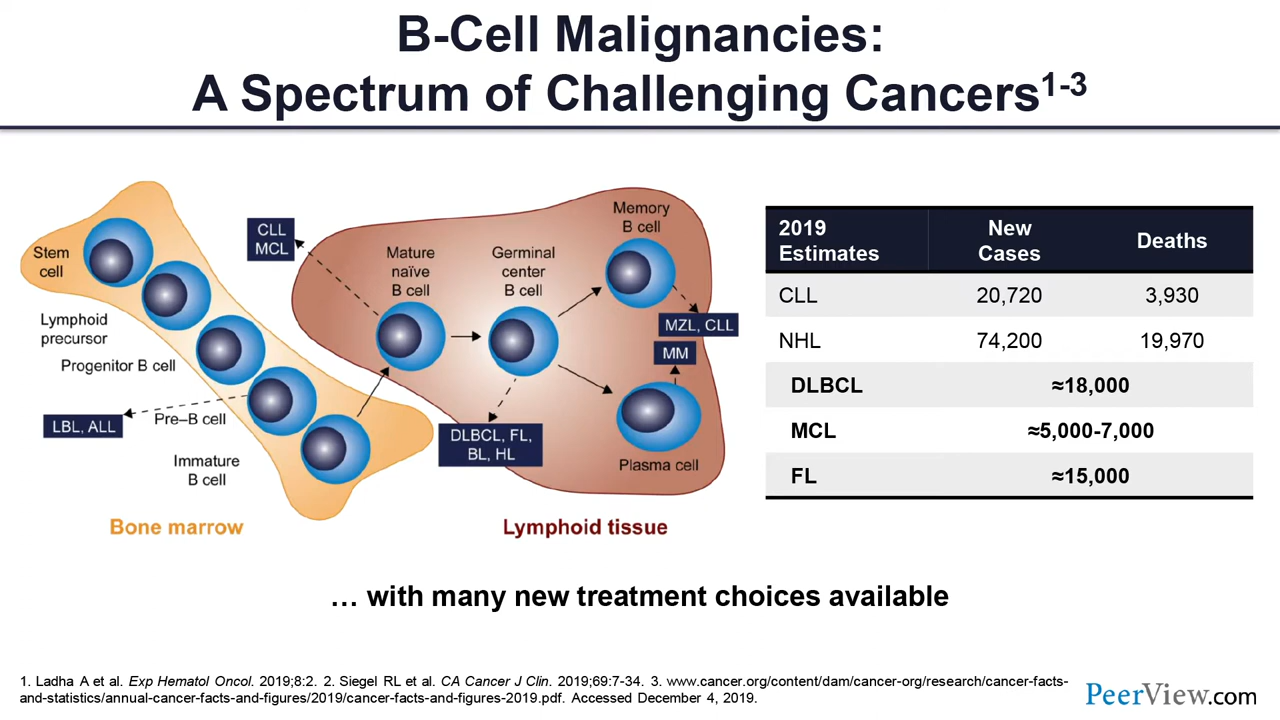 B-Cell Malignancies:
A Spectrum of Challenging Cancers1-3
Stem
cell
Lymphoid
precursor
Progenitor B cell
Pre–B cell
LBL, ALL
Immature
B cell
Bone marrow
CLL
MCL
Mature
naïve
B cell
Germinal
center
B cell
Memory
B cell
MZL, CLL
MM
DLBCL, FL,
BL, HL
Plasma cell
Lymphoid tissue
2019
Estimates
New
Cases
Deaths
CLL 20,720 3,930
NHL 74,200 19,970
DLBCL ≈18,000
MCL ≈5,000-7,000
FL ≈15,000
… with many new treatment choices available
1. Ladha A et al. Exp Hematol Oncol. 2019;8:2. 2. Siegel RL et al. CA Cancer J Clin. 2019;69:7-34. 3. www.cancer.org/content/dam/cancer-org/research/cancer-facts-
and-statistics/annual-cancer-facts-and-figures/2019/cancer-facts-and-figures-2019.pdf. Accessed December 4, 2019.
PeerView.com